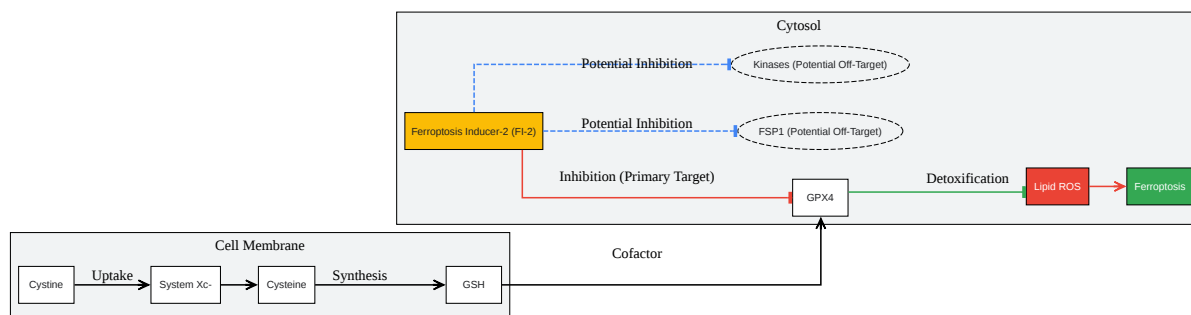 Cytosol
Potential Inhibition
Kinases (Potential Off-Target)
Ferroptosis Inducer-2 (FI-2)
Potential Inhibition
FSP1 (Potential Off-Target)
Inhibition (Primary Target)
GPX4
Detoxification
Lipid ROS
Ferroptosis
Cell Membrane
Cofactor
Cystine
Uptake
System Xc-
Cysteine
Synthesis
GSH